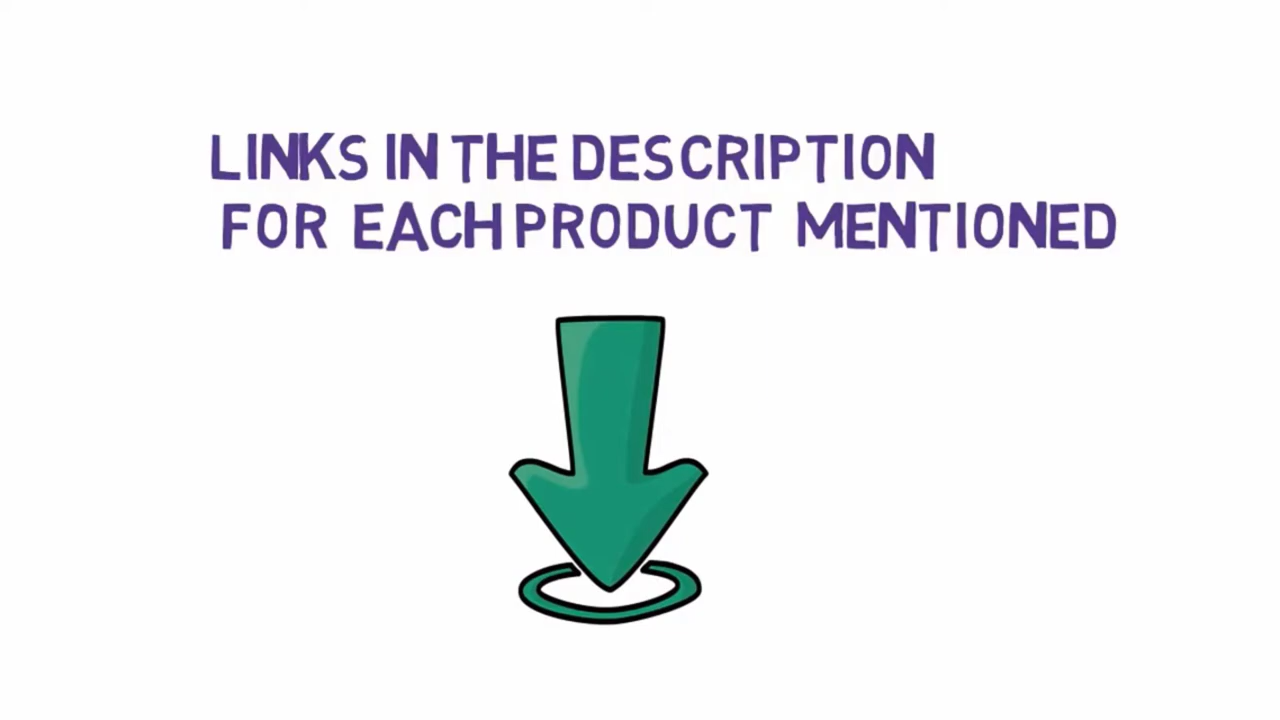 LINKS IN THE DESCRIPTION
FOR EACH PRODUCT MENTIONED